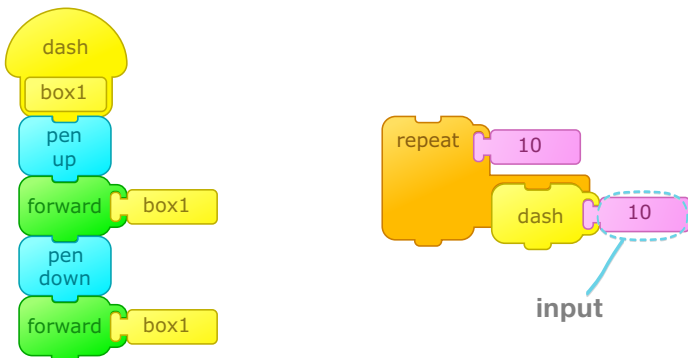 dash
box1
pen
up
forward box1
pen
down
forward box1
repeat 10
dash 10
input